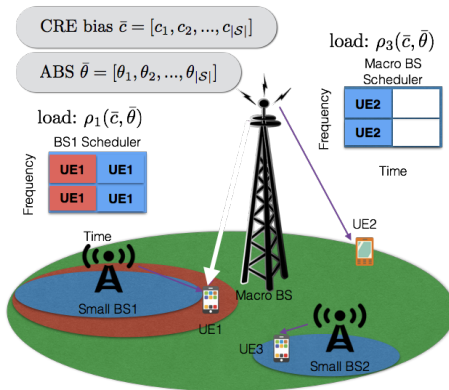 CRE bias c̄ = [c₁, c₂, ..., c|𝒮|]
ABS θ̄ = [θ₁, θ₂, ..., θ|𝒮|]
load: ρ₃(c̄, θ̄)
Macro BS
Scheduler
Frequency
UE2
UE2
Time
load: ρ₁(c̄, θ̄)
BS1 Scheduler
Frequency
UE1 UE1
UE1 UE1
Time
UE2
Small BS1
UE1
Macro BS
UE3
Small BS2